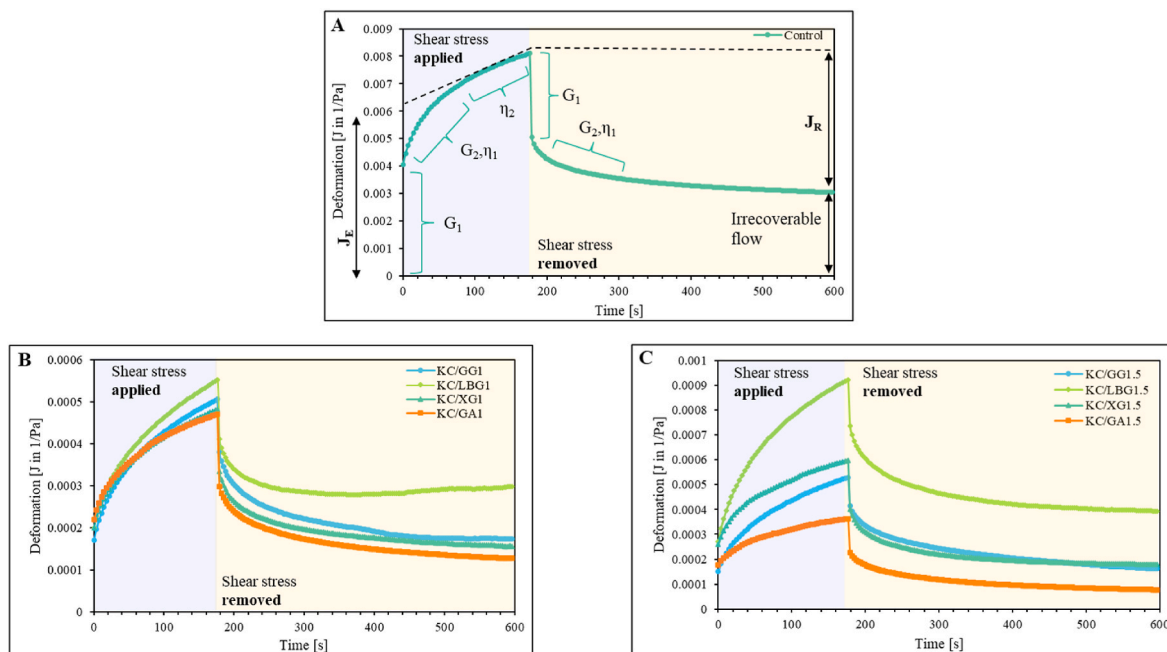 A
0.009
0.008
0.007
0.006
0.005
0.004
0.003
0.002
0.001
0
Deformation [J in 1/Pa]
J_E
Shear stress
applied
Control
G₁
G₂,η₁
η₂
G₁
G₂,η₁
J_R
Irrecoverable
flow
Shear stress
removed
0 100 200 300 400 500 600
Time [s]
B
0.0006
0.0005
0.0004
0.0003
0.0002
0.0001
0
Deformation [J in 1/Pa]
Shear stress
applied
KC/GG1
KC/LBG1
KC/XG1
KC/GA1
Shear stress
removed
0 100 200 300 400 500 600
Time [s]
C
0.001
0.0009
0.0008
0.0007
0.0006
0.0005
0.0004
0.0003
0.0002
0.0001
0
Deformation [J in 1/Pa]
Shear stress
applied
Shear stress
removed
KC/GG1.5
KC/LBG1.5
KC/XG1.5
KC/GA1.5
0 100 200 300 400 500 600
Time [s]